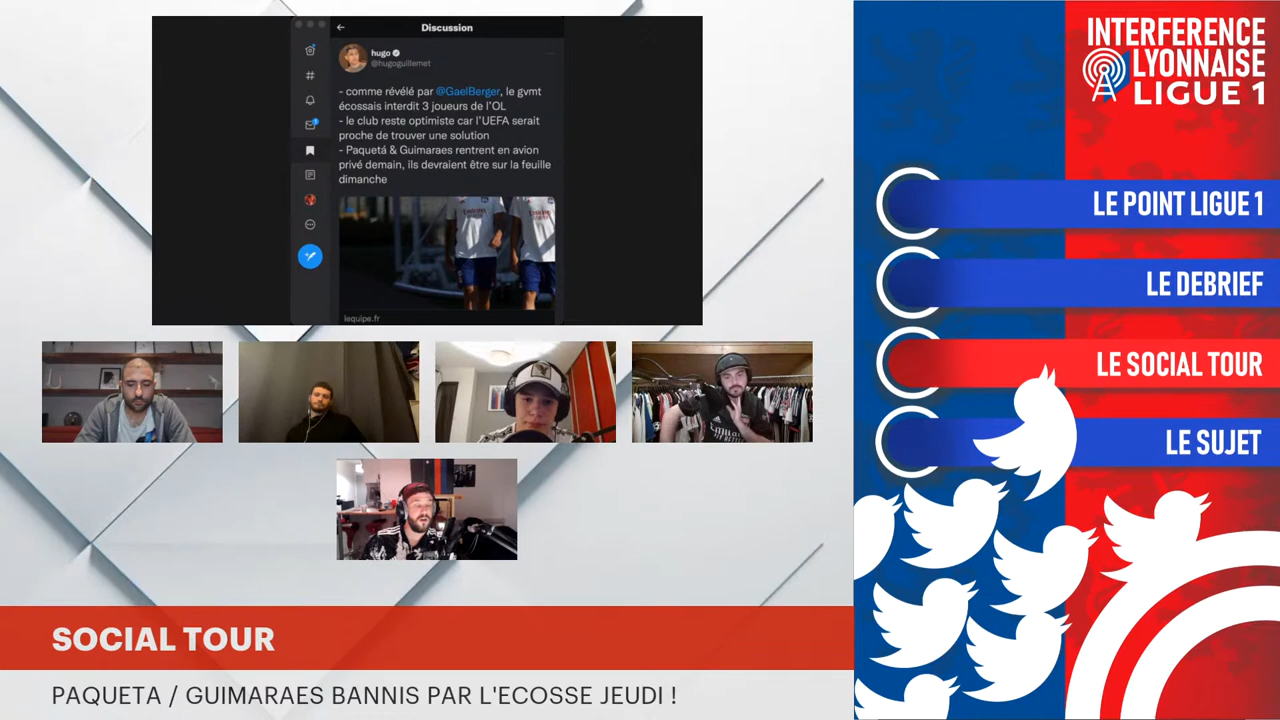 Discussion
hugo
@hugoguillemet
- comme révélé par @GaelBerger, le gvmt
écossais interdit 3 joueurs de l'OL
- le club reste optimiste car l'UEFA serait
proche de trouver une solution
- Paquetá & Guimaraes rentrent en avion
privé demain, ils devraient être sur la feuille
dimanche
lequipe.fr
INTERFERENCE
LYONNAISE
LIGUE 1
LE POINT LIGUE 1
LE DEBRIEF
LE SOCIAL TOUR
LE SUJET
SOCIAL TOUR
PAQUETA / GUIMARAES BANNIS PAR L'ECOSSE JEUDI !